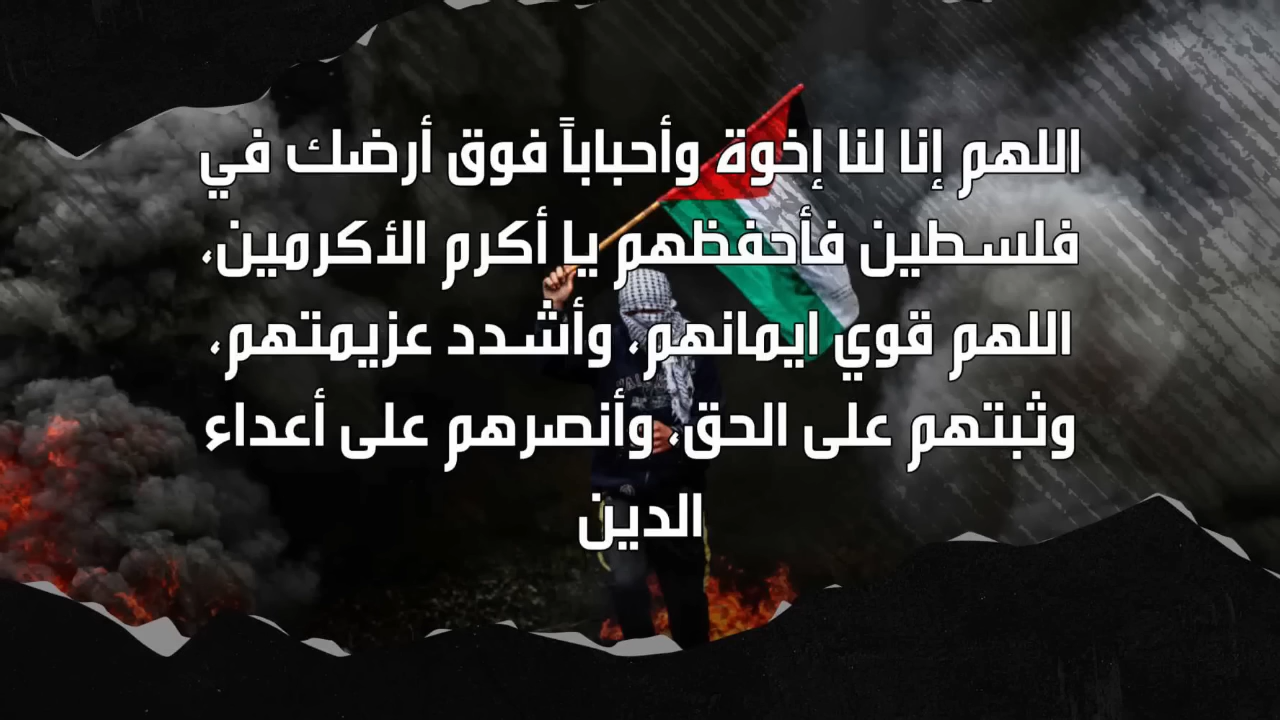 اللهم إنا لنا إخوة وأحباباً فوق أرضك في
فلسطين فأحفظهم يا أكرم الأكرمين،
اللهم قوي ايمانهم، وأشدد عزيمتهم،
وثبتهم على الحق، وأنصرهم على أعداء
الدين